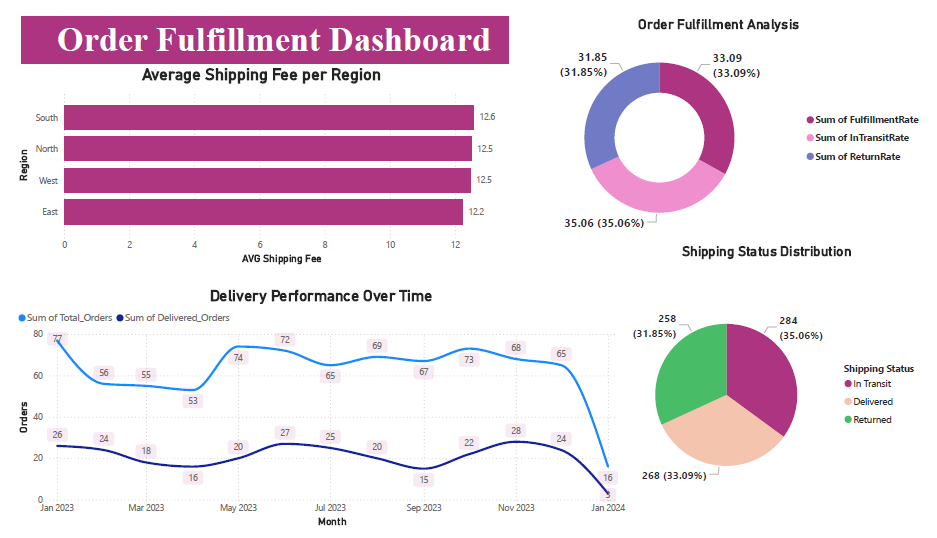 Order Fulfillment Dashboard
Average Shipping Fee per Region
Region
South
12.6
North
12.5
West
12.5
East
12.2
0 2 4 6 8 10 12
AVG Shipping Fee
Order Fulfillment Analysis
31.85
(31.85%)
33.09
(33.09%)
35.06 (35.06%)
Sum of FulfillmentRate
Sum of InTransitRate
Sum of ReturnRate
Delivery Performance Over Time
Sum of Total_Orders Sum of Delivered_Orders
Orders
80
60
40
20
0
77 56 55 53 74 72 65 69 67 73 68 65 16
26 24 18 16 20 27 25 20 15 22 28 24 3
Jan 2023 Mar 2023 May 2023 Jul 2023 Sep 2023 Nov 2023 Jan 2024
Month
Shipping Status Distribution
258
(31.85%)
284
(35.06%)
268 (33.09%)
Shipping Status
In Transit
Delivered
Returned